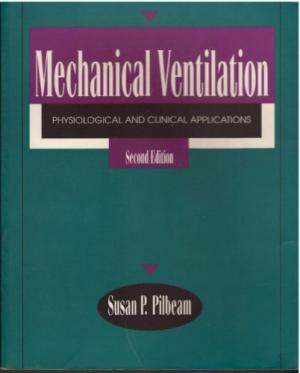 Mechanical Ventilation
PHYSIOLOGICAL AND CLINICAL APPLICATIONS
Second Edition
Susan P. Pilbeam